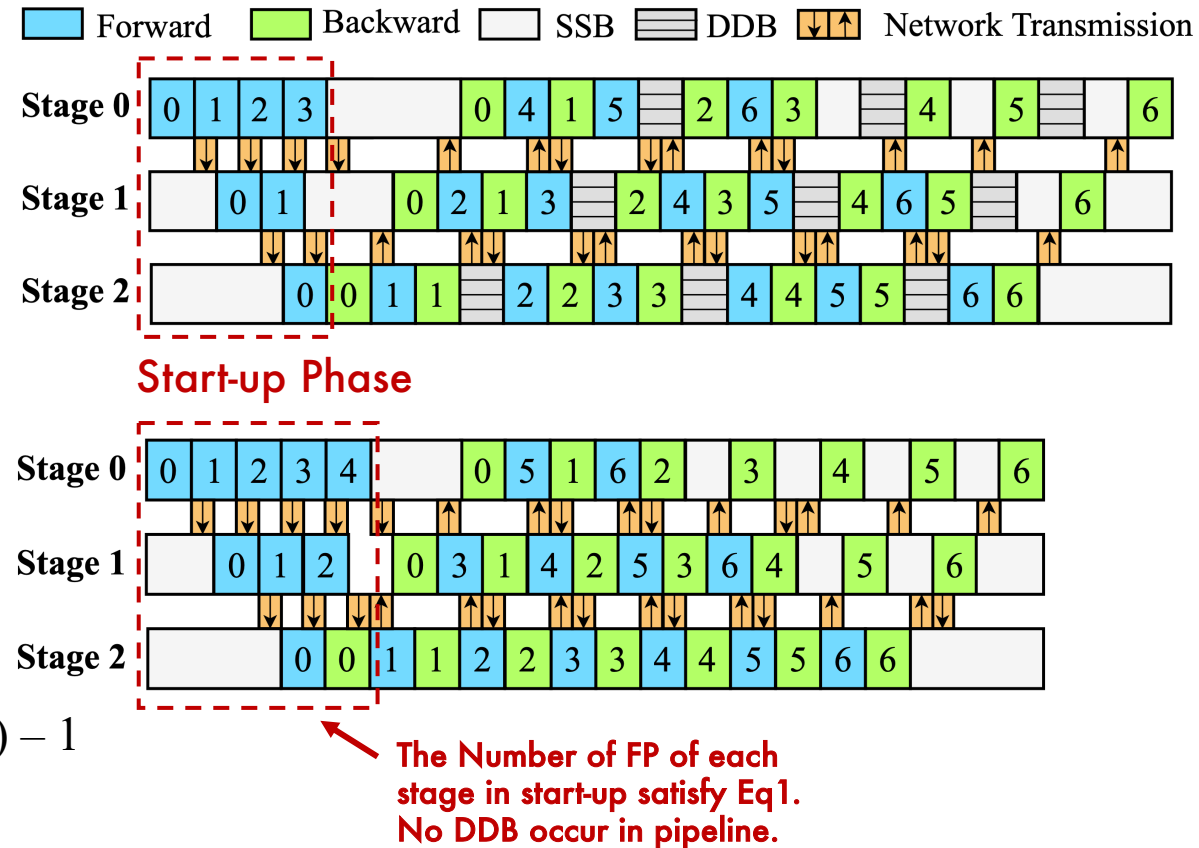 Forward Backward SSB DDB Network Transmission
Stage 0 0 1 2 3 0 4 1 5 2 6 3 4 5 6
Stage 1 0 1 0 2 1 3 2 4 3 5 4 6 5 6
Stage 2 0 0 1 1 2 2 3 3 4 4 5 5 6 6
Start-up Phase
Stage 0 0 1 2 3 4 0 5 1 6 2 3 4 5 6
Stage 1 0 1 2 0 3 1 4 2 5 3 6 4 5 6
Stage 2 0 0 1 1 2 2 3 3 4 4 5 5 6 6
) – 1
The Number of FP of each
stage in start-up satisfy Eq1.
No DDB occur in pipeline.